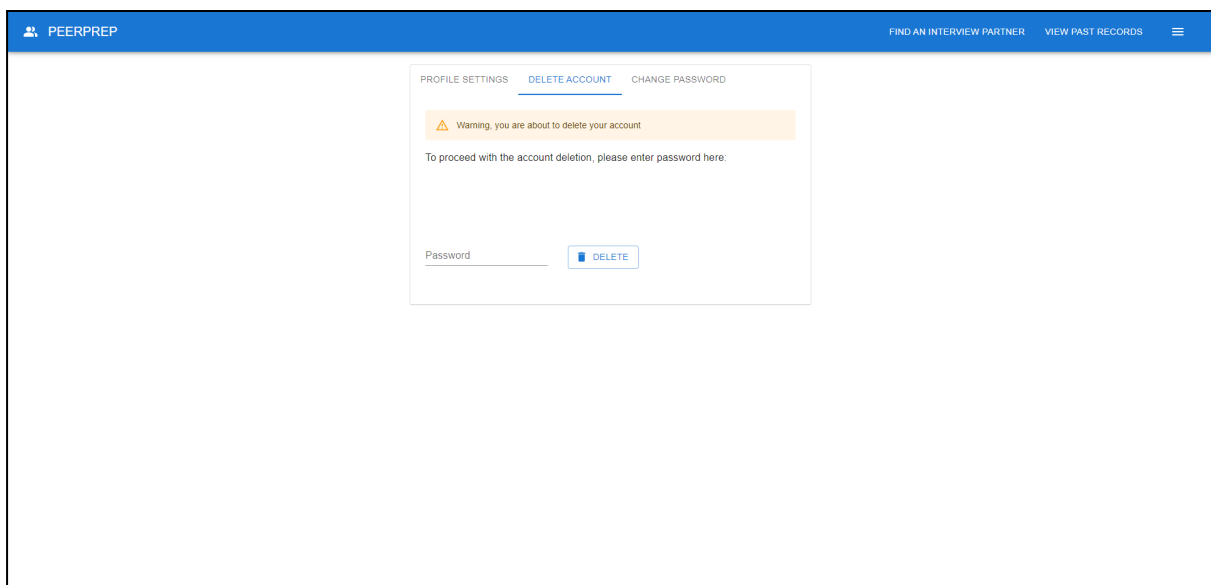 PEERPREP
FIND AN INTERVIEW PARTNER VIEW PAST RECORDS
PROFILE SETTINGS DELETE ACCOUNT CHANGE PASSWORD
Warning, you are about to delete your account
To proceed with the account deletion, please enter password here:
Password DELETE